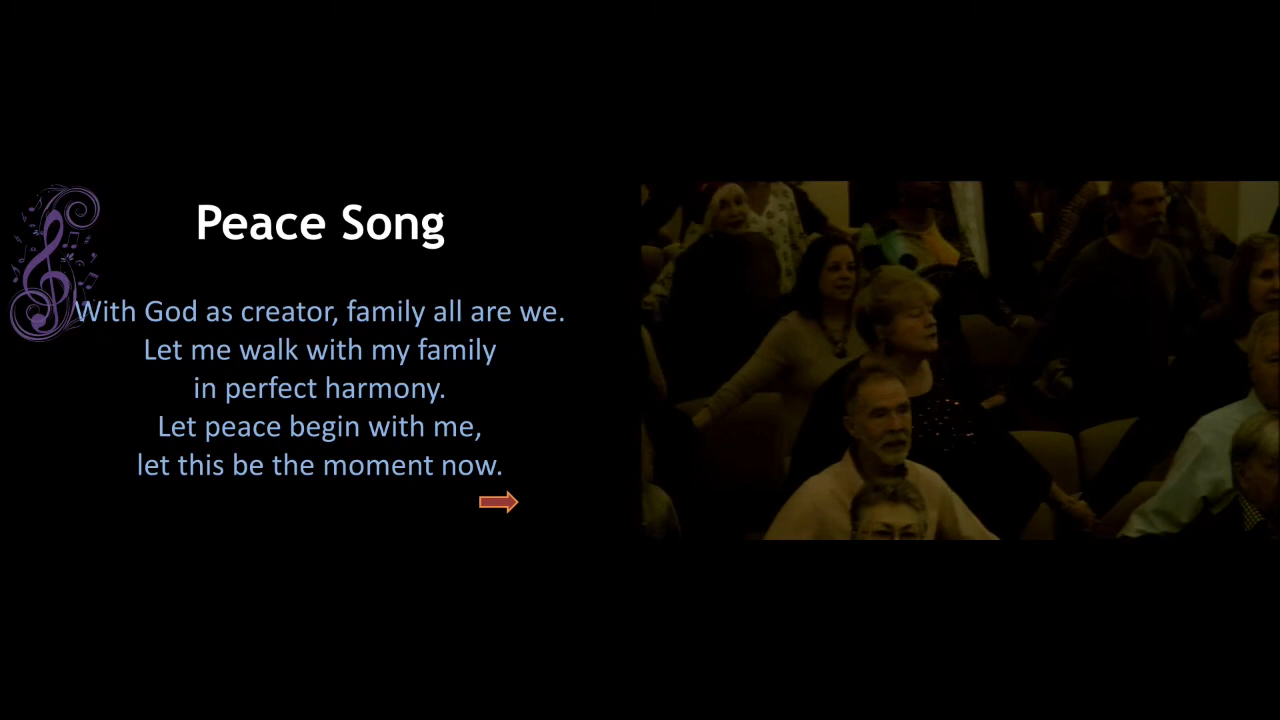 Peace Song
With God as creator, family all are we.
Let me walk with my family
in perfect harmony.
Let peace begin with me,
let this be the moment now.